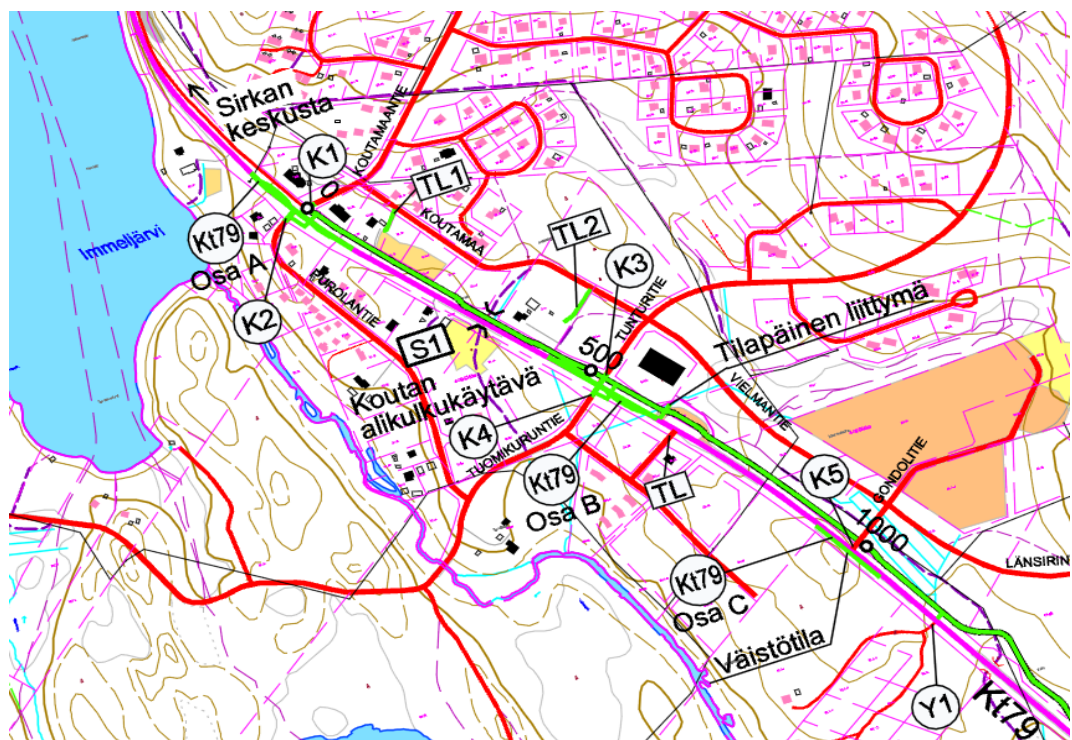 Sirkan
keskusta
K1
0
KOUTAMAANTIE
TL1
KOUTAMAA
TL2
K3
Kt79
Osa A
Immeljärvi
K2
PUROLANTIE
S1
Koutan
alikulkukäytävä
500
TUNTURITIE
Tilapäinen liittymä
VIELMANTIE
K4
TUOMIKURUNTIE
Kt79
Osa B
TL
K5
GONDOLITIE
1000
LÄNSIRIN
Kt79
Osa C
Väistötila
Y1
Kt79